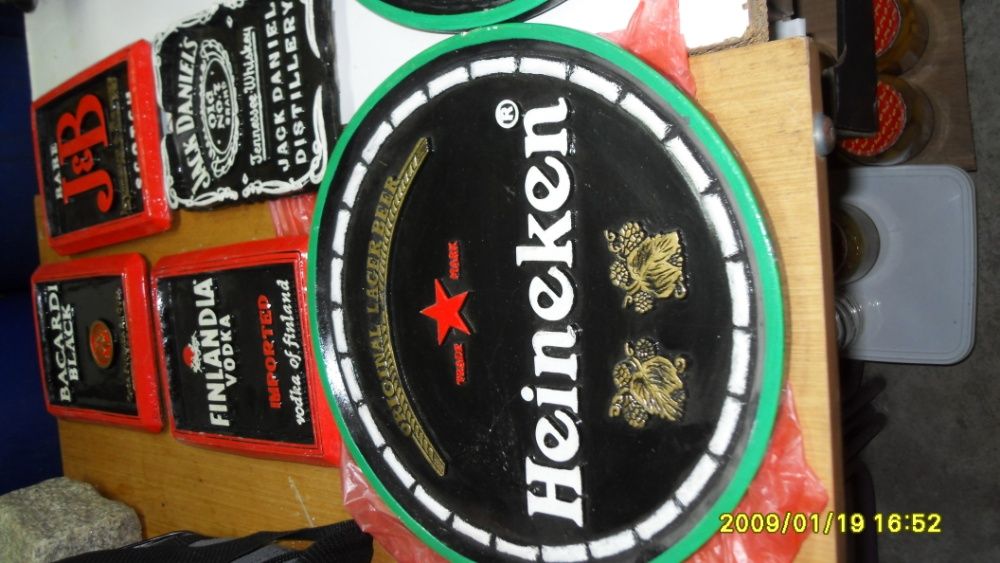 RARE
J&B
JACK DANIEL'S
OLD
NO.7
BRAND
Tennessee Whiskey
JACK DANIEL
DISTILLERY
BACARDI
BLACK
FINLANDIA
VODKA
IMPORTED
vodka of finland
ORIGINAL LAGER BEER
TRADE MARK
Heineken®
2009/01/19 16:52